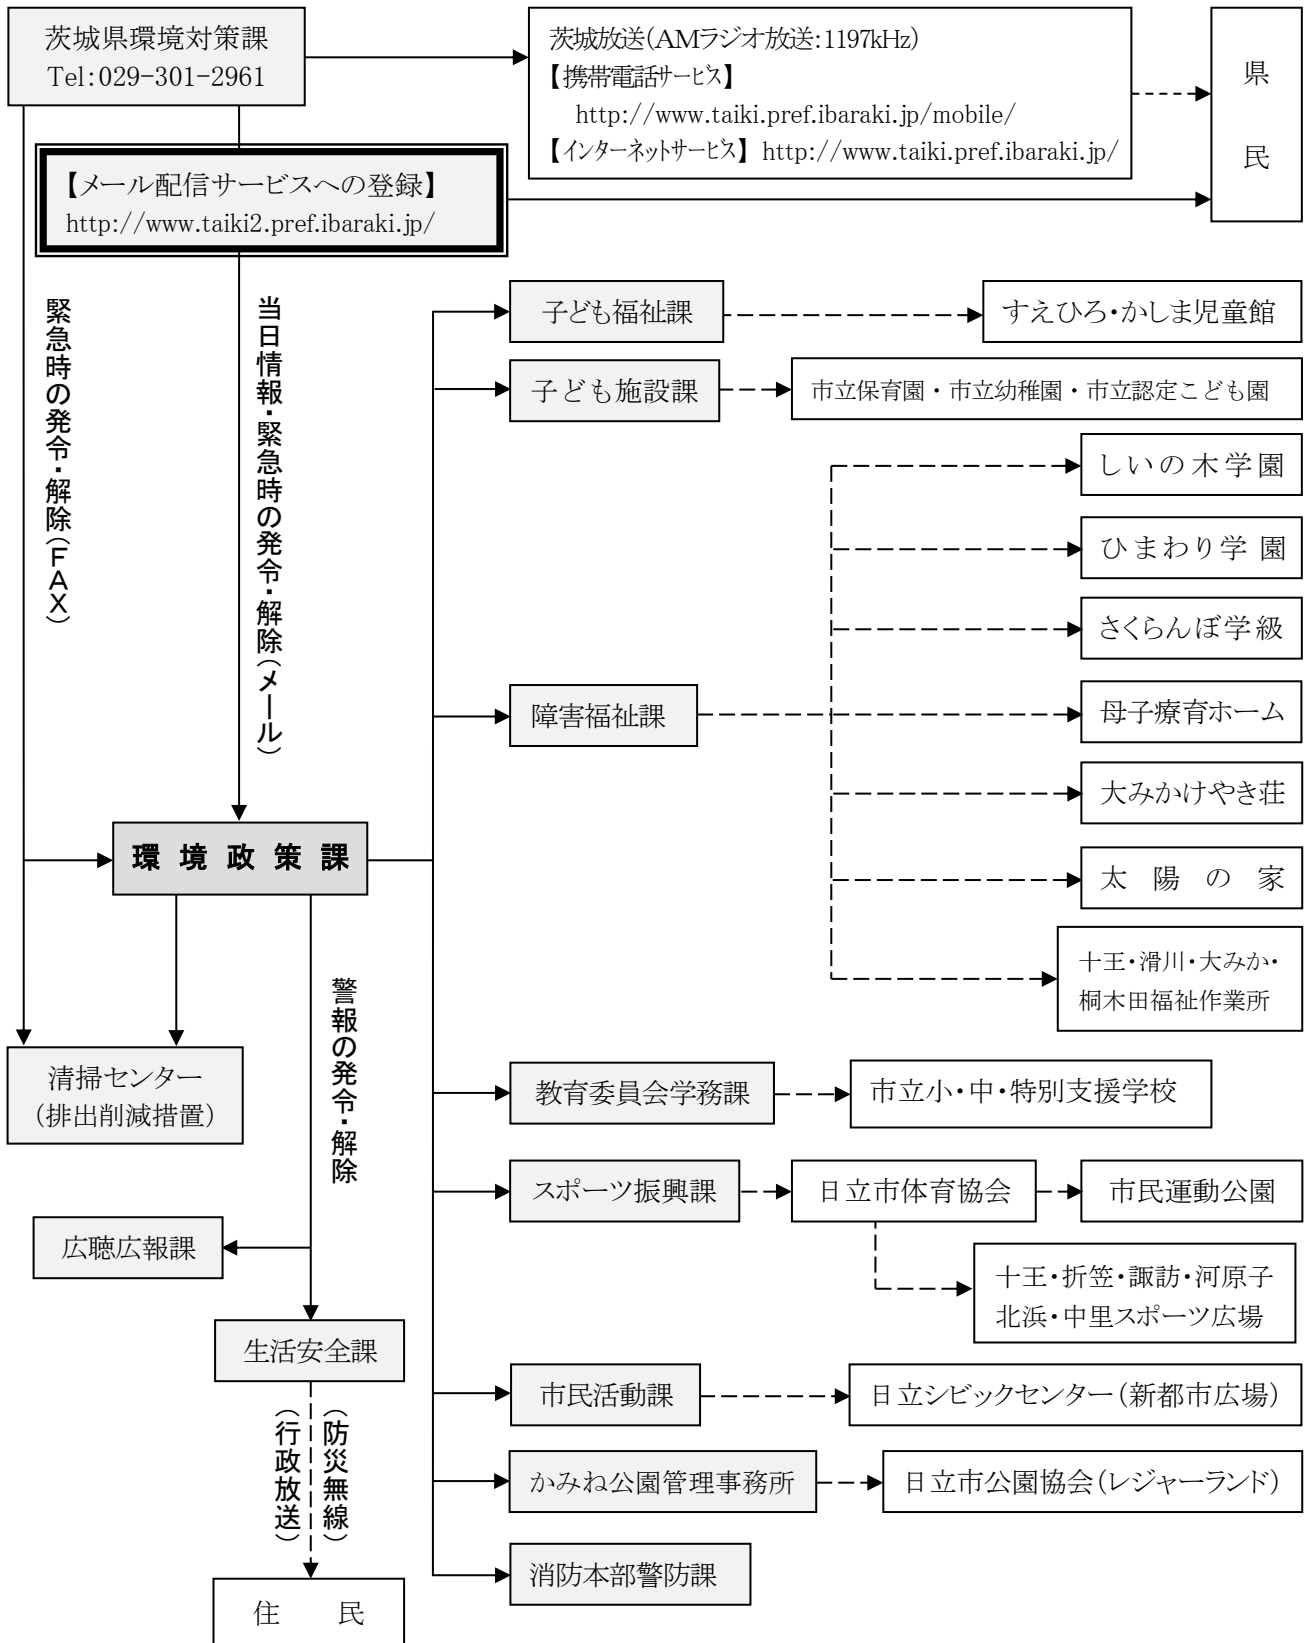 茨城県環境対策課
Tel:029-301-2961
茨城放送(AMラジオ放送:1197kHz)
【携帯電話サービス】
http://www.taiki.pref.ibaraki.jp/mobile/
【インターネットサービス】 http://www.taiki.pref.ibaraki.jp/
県民
【メール配信サービスへの登録】
http://www.taiki2.pref.ibaraki.jp/
緊急時の発令・解除(FAX)
当日情報・緊急時の発令・解除(メール)
子ども福祉課
すえひろ・かしま児童館
子ども施設課
市立保育園・市立幼稚園・市立認定こども園
しいの木学園
ひまわり学園
さくらんぼ学級
障害福祉課
母子療育ホーム
大みかけやき荘
環境政策課
太陽の家
十王・滑川・大みか・
桐木田福祉作業所
警報の発令・解除
清掃センター
(排出削減措置)
教育委員会学務課
市立小・中・特別支援学校
スポーツ振興課
日立市体育協会
市民運動公園
広聴広報課
十王・折笠・諏訪・河原子
北浜・中里スポーツ広場
生活安全課
市民活動課
日立シビックセンター(新都市広場)
(防災無線)
(行政放送)
かみね公園管理事務所
日立市公園協会(レジャーランド)
消防本部警防課
住民